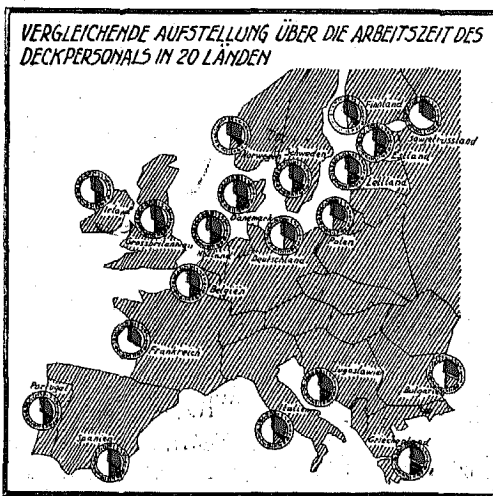 VERGLEICHENDE AUFSTELLUNG ÜBER DIE ARBEITSZEIT DES
DECKPERSONALS IN 20 LÄNDEN
Finland
Sowjetrussland
Norwegen
Schweden
Estland
Lettland
Irland
Dänemark
Grossbritannien
Holland
Deutschland
Polen
Belgien
Frankreich
Jugoslawien
Bulgarien
Portugal
Italien
Spanien
Griechenland